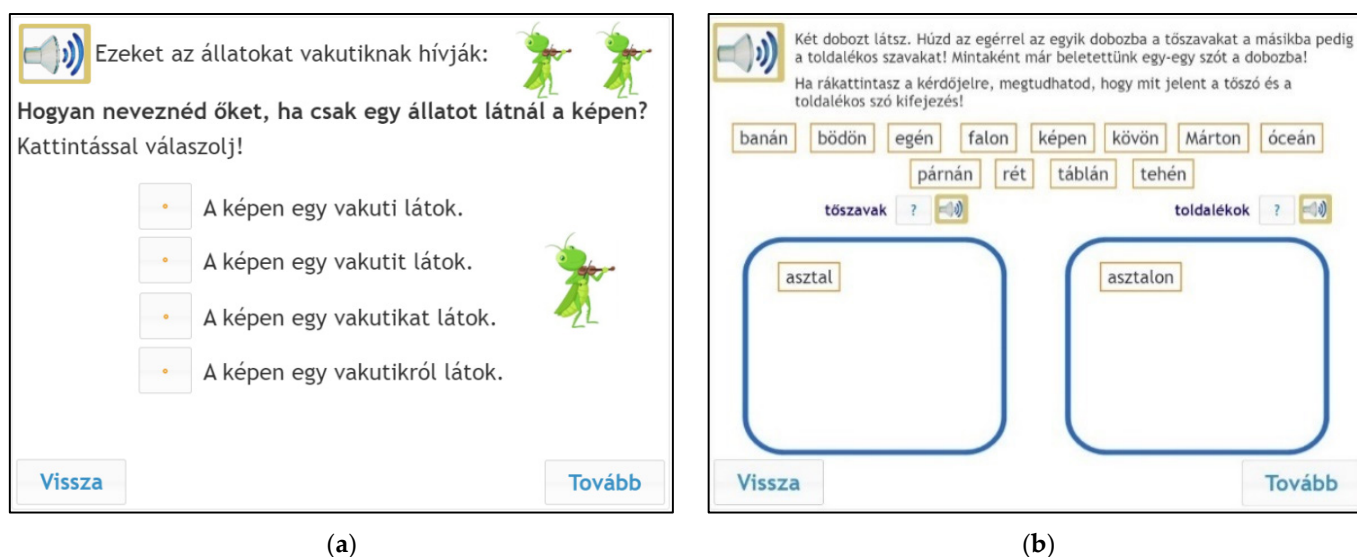 Ezeket az állatokat vakutiknak hívják:
Hogyan neveznéd őket, ha csak egy állatot látnál a képen?
Kattintással válaszolj!
A képen egy vakuti látok.
A képen egy vakutit látok.
A képen egy vakutikat látok.
A képen egy vakutikról látok.
Vissza Tovább
(a)
Két dobozt látsz. Húzd az egérrel az egyik dobozba a tőszavakat a másikba pedig
a toldalékos szavakat! Mintaként már beletettünk egy-egy szót a dobozba!
Ha rákattintasz a kérdőjelre, megtudhatod, hogy mit jelent a tőszó és a
toldalékos szó kifejezés!
banán bödön egén falon képen kövön Márton óceán
párnán rét táblán tehén
tőszavak ? toldalékok ?
asztal asztalon
Vissza Tovább
(b)